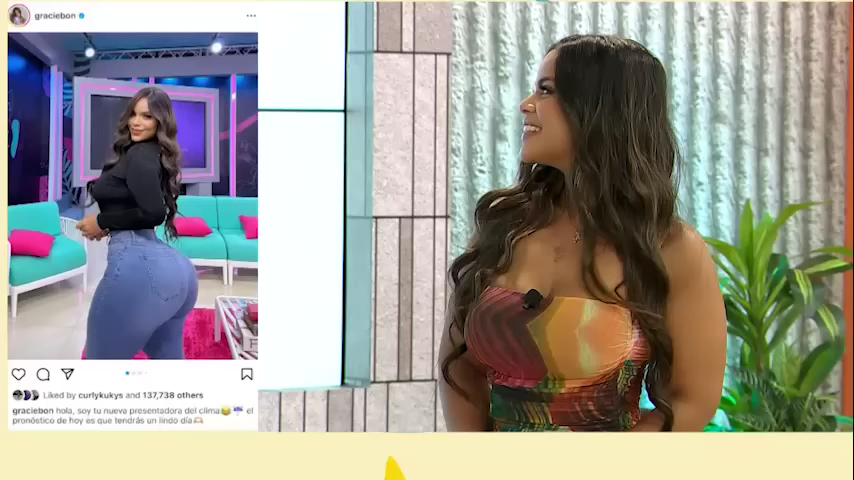 graciebon
Liked by curlykukys and 137,738 others
graciebon hola, soy tu nueva presentadora del clima😂☔ el
pronóstico de hoy es que tendrás un lindo día🫶🏼